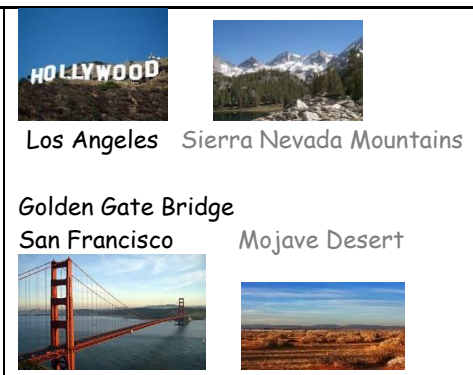 HOLLYWOOD
Los Angeles Sierra Nevada Mountains
Golden Gate Bridge
San Francisco Mojave Desert